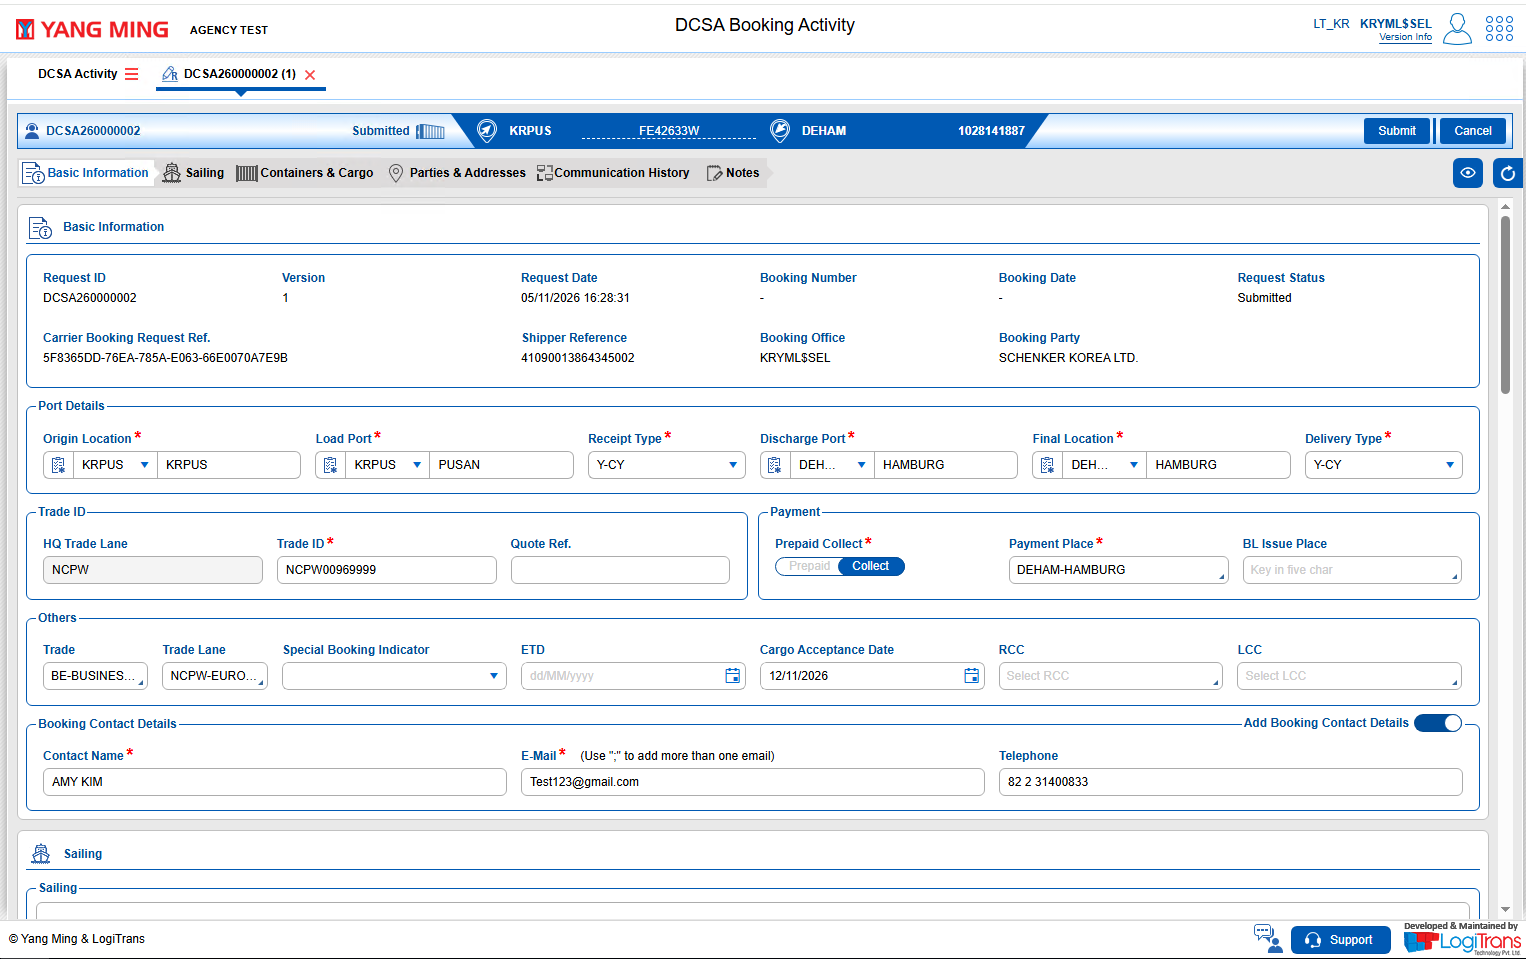 YANG MING AGENCY TEST
DCSA Booking Activity
LT_KR KRYML$SEL
Version Info
DCSA Activity DCSA260000002 (1)
DCSA260000002 Submitted KRPUS FE42633W DEHAM 1028141887 Submit Cancel
Basic Information Sailing Containers & Cargo Parties & Addresses Communication History Notes
Basic Information
Request ID Version Request Date Booking Number Booking Date Request Status
DCSA260000002 1 05/11/2026 16:28:31 - - Submitted
Carrier Booking Request Ref. Shipper Reference Booking Office Booking Party
5F8365DD-76EA-785A-E063-66E0070A7E9B 41090013864345002 KRYML$SEL SCHENKER KOREA LTD.
Port Details
Origin Location* Load Port* Receipt Type* Discharge Port* Final Location* Delivery Type*
KRPUS KRPUS KRPUS PUSAN Y-CY DEH... HAMBURG DEH... HAMBURG Y-CY
Trade ID Payment
HQ Trade Lane Trade ID* Quote Ref. Prepaid Collect* Payment Place* BL Issue Place
NCPW NCPW00969999 Prepaid Collect DEHAM-HAMBURG Key in five char
Others
Trade Trade Lane Special Booking Indicator ETD Cargo Acceptance Date RCC LCC
BE-BUSINES... NCPW-EURO... dd/MM/yyyy 12/11/2026 Select RCC Select LCC
Booking Contact Details Add Booking Contact Details
Contact Name* E-Mail* (Use ";" to add more than one email) Telephone
AMY KIM Test123@gmail.com 82 2 31400833
Sailing
Sailing
© Yang Ming & LogiTrans Support Developed & Maintained by
LogiTrans
Technology Pvt. Ltd.